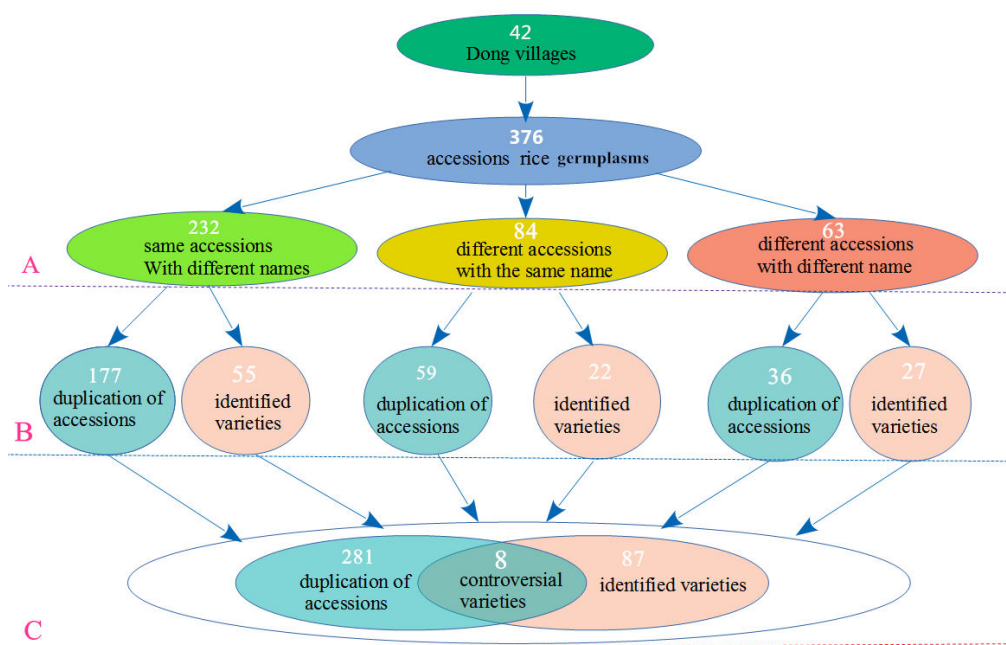 42
Dong villages
376
accessions rice germplasms
232
same accessions
With different names
84
different accessions
with the same name
63
different accessions
with different name
A
177
duplication of
accessions
55
identified
varieties
59
duplication of
accessions
22
identified
varieties
36
duplication of
accessions
27
identified
varieties
B
281
duplication of
accessions
8
controversial
varieties
87
identified varieties
C